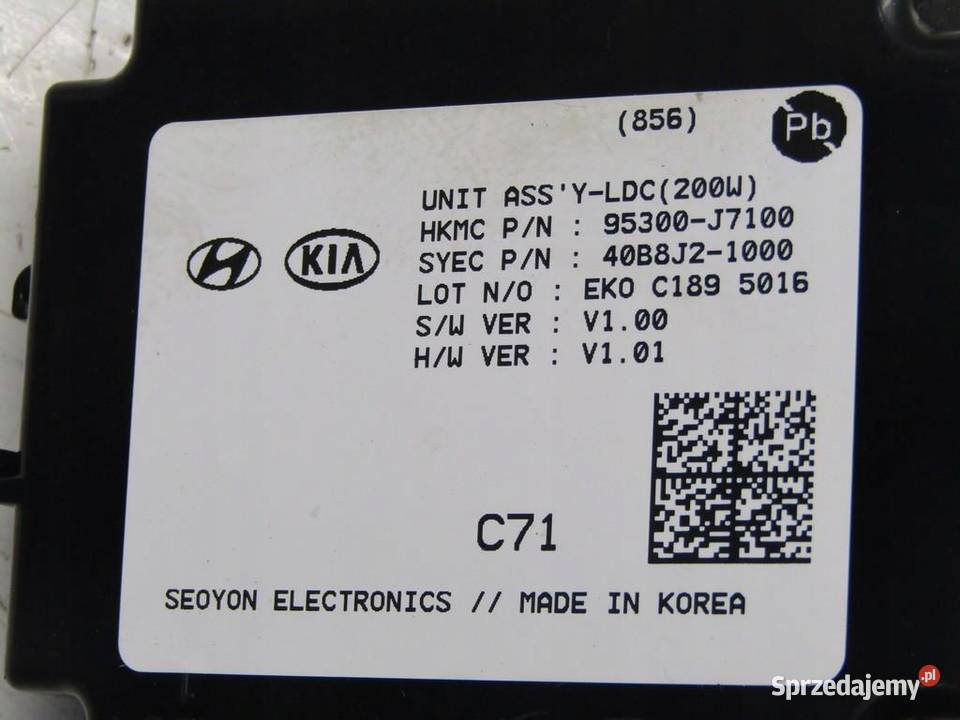 (856)
Pb
UNIT ASS'Y-LDC(200W)
HKMC P/N : 95300-J7100
SYEC P/N : 40B8J2-1000
LOT N/O : EKO C189 5016
S/W VER : V1.00
H/W VER : V1.01
KIA
C71
SEOYON ELECTRONICS // MADE IN KOREA
Sprzedajemy.pl